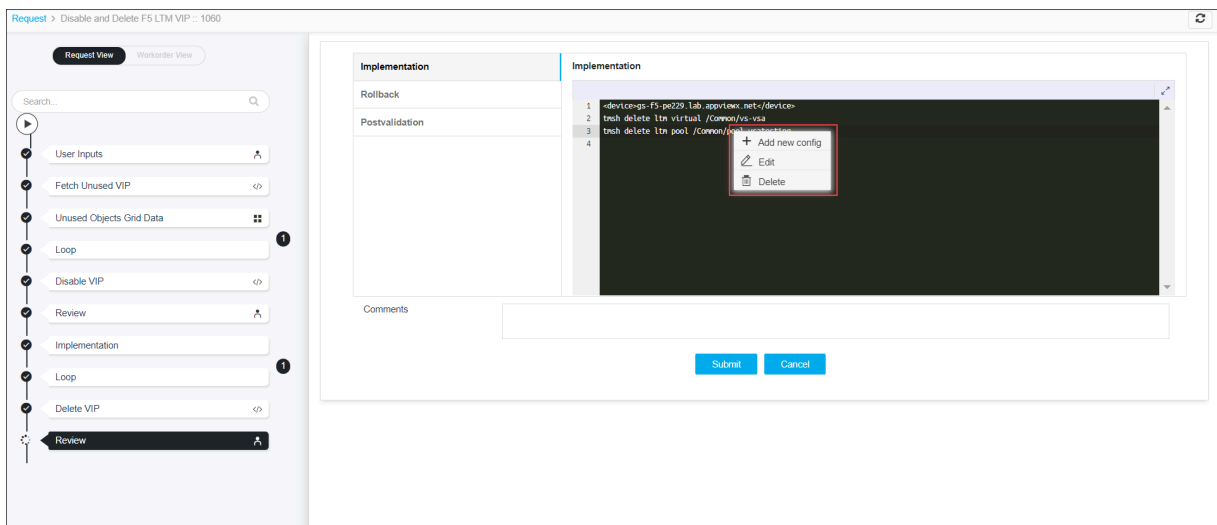 Request > Disable and Delete F5 LTM VIP :: 1060
Request View
Workorder View
Search...
User Inputs
Fetch Unused VIP
</>
Unused Objects Grid Data
Loop
1
Disable VIP
</>
Review
Implementation
Loop
1
Delete VIP
</>
Review
Implementation
Rollback
Postvalidation
Implementation
1 <device>gs-f5-pe229.lab.appviewx.net</device>
2 tmsh delete ltm virtual /Common/vs-vsa
3 tmsh delete ltm pool /Common/pool-vsatesting
4
Add new config
Edit
Delete
Comments
Submit
Cancel